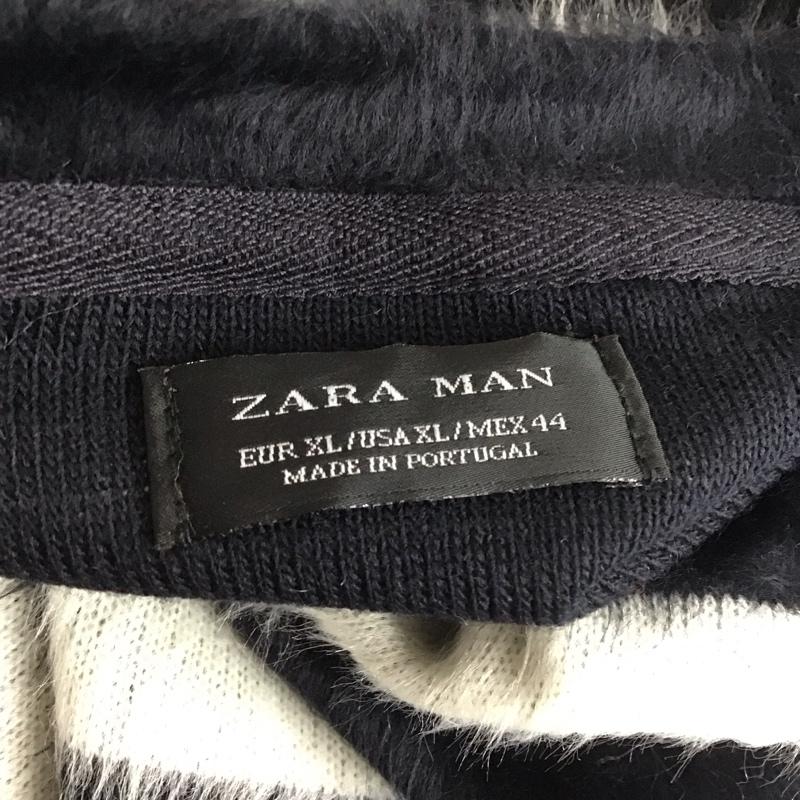 ZARA MAN
EUR XL/USA XL/MEX 44
MADE IN PORTUGAL